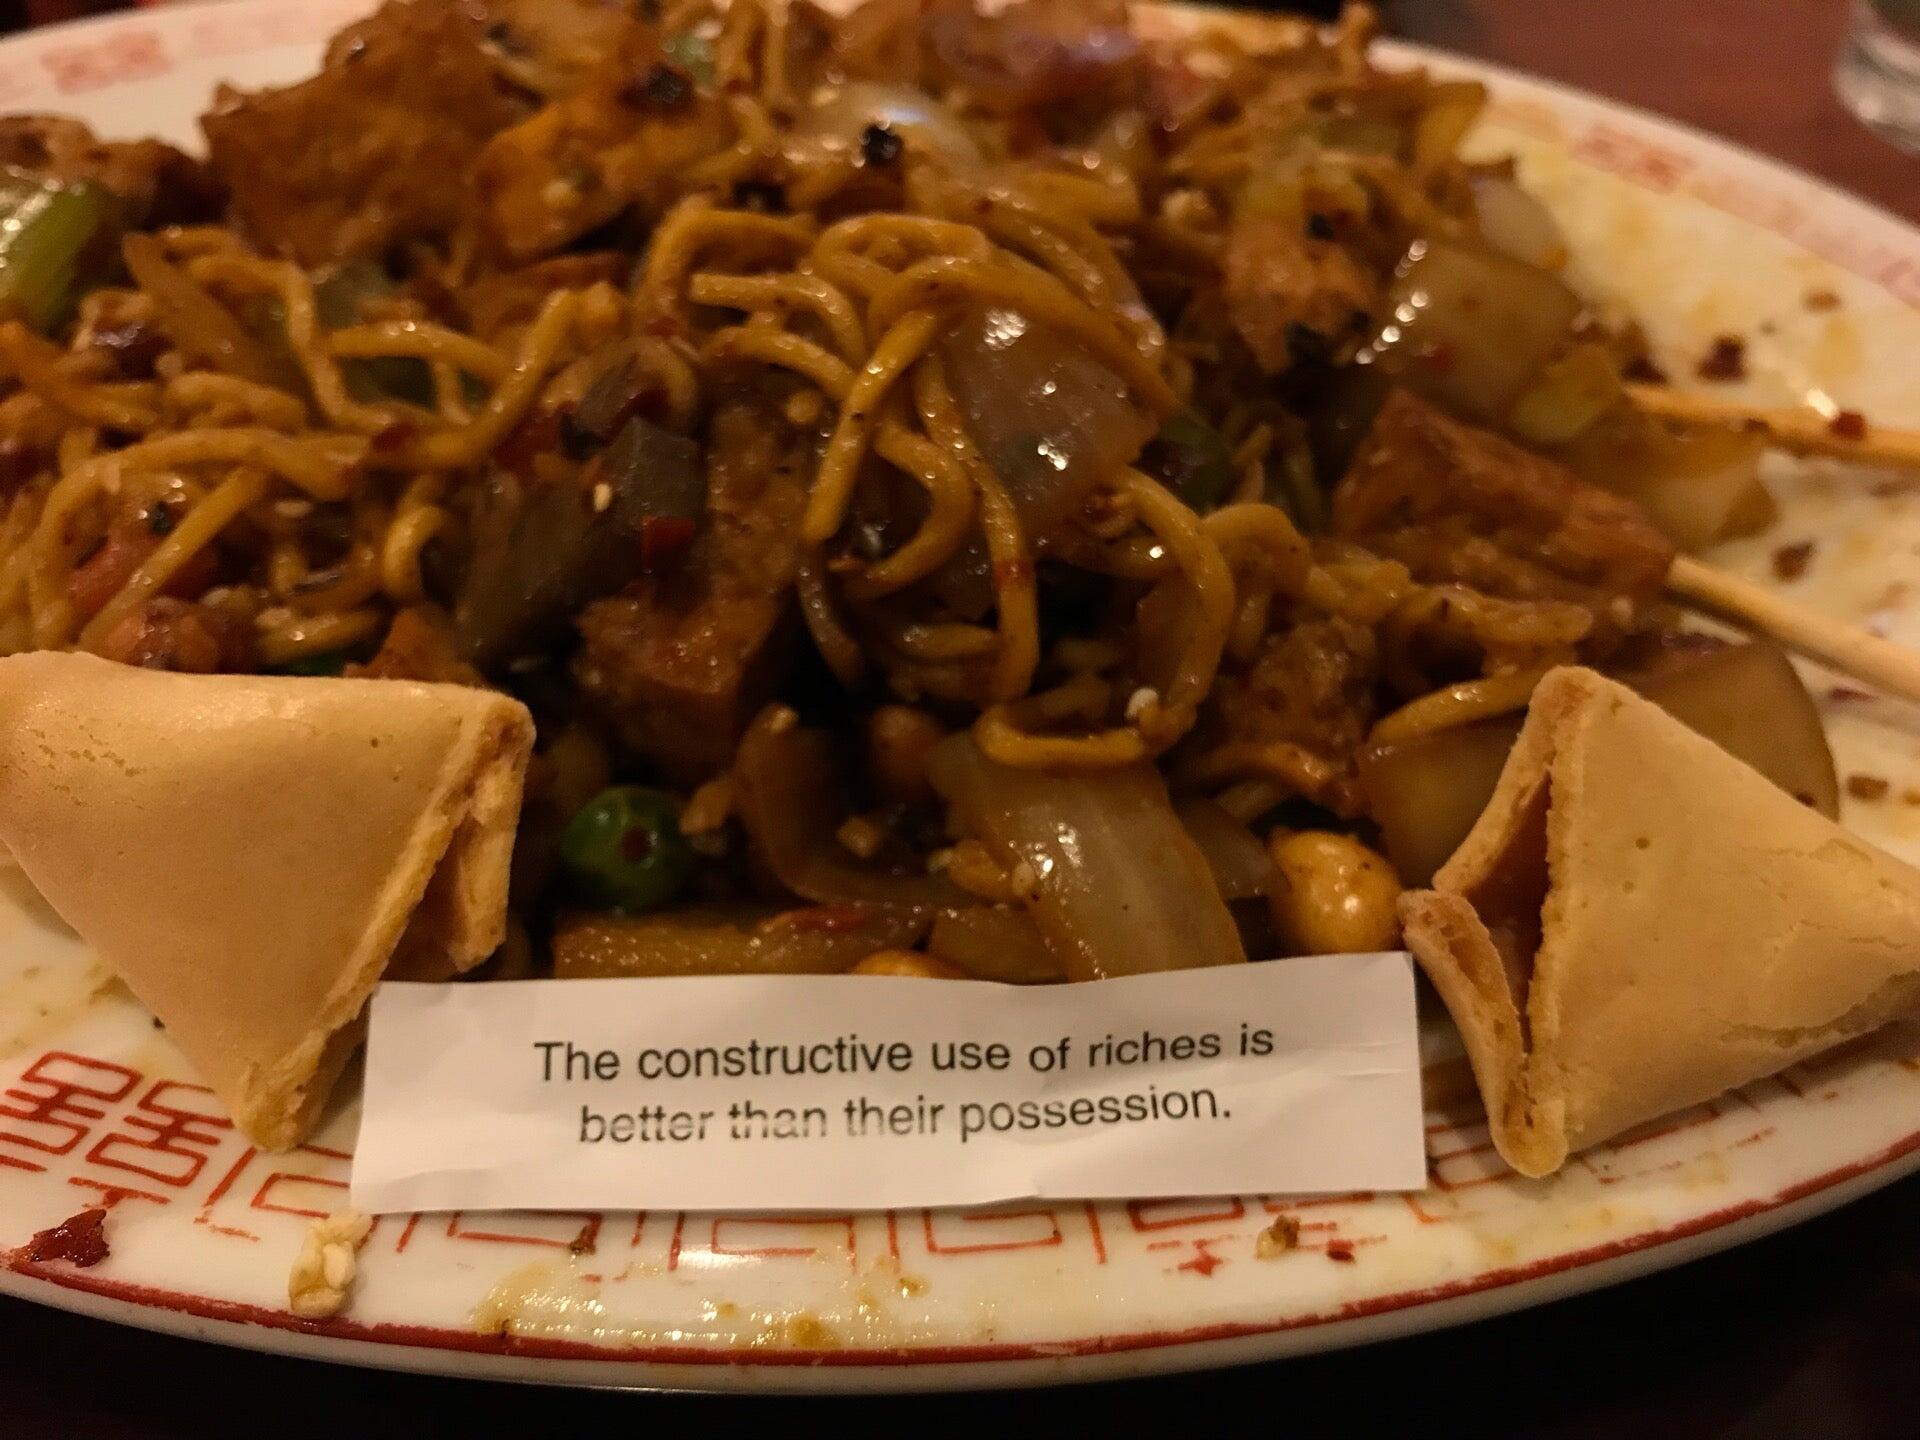 The constructive use of riches is
better than their possession.